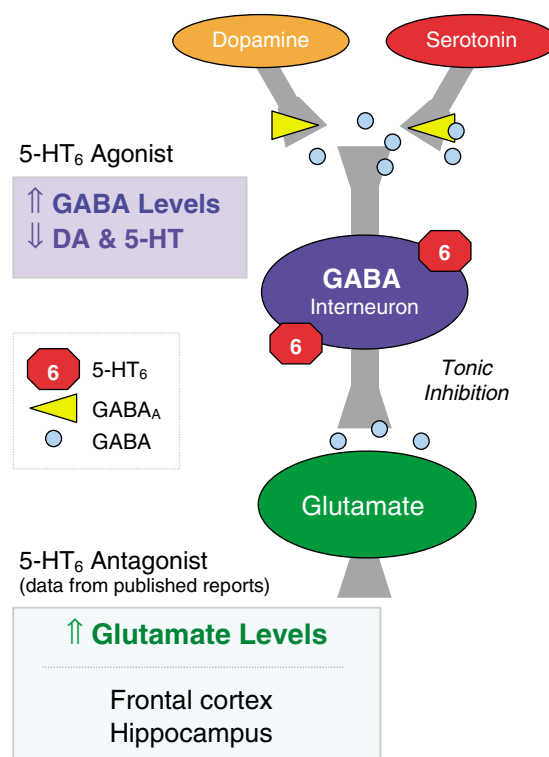 Dopamine
Serotonin
5-HT₆ Agonist
⇑ GABA Levels
⇓ DA & 5-HT
6
GABA
Interneuron
6
6 5-HT₆
GABA_A
GABA
Tonic
Inhibition
Glutamate
5-HT₆ Antagonist
(data from published reports)
⇑ Glutamate Levels
Frontal cortex
Hippocampus